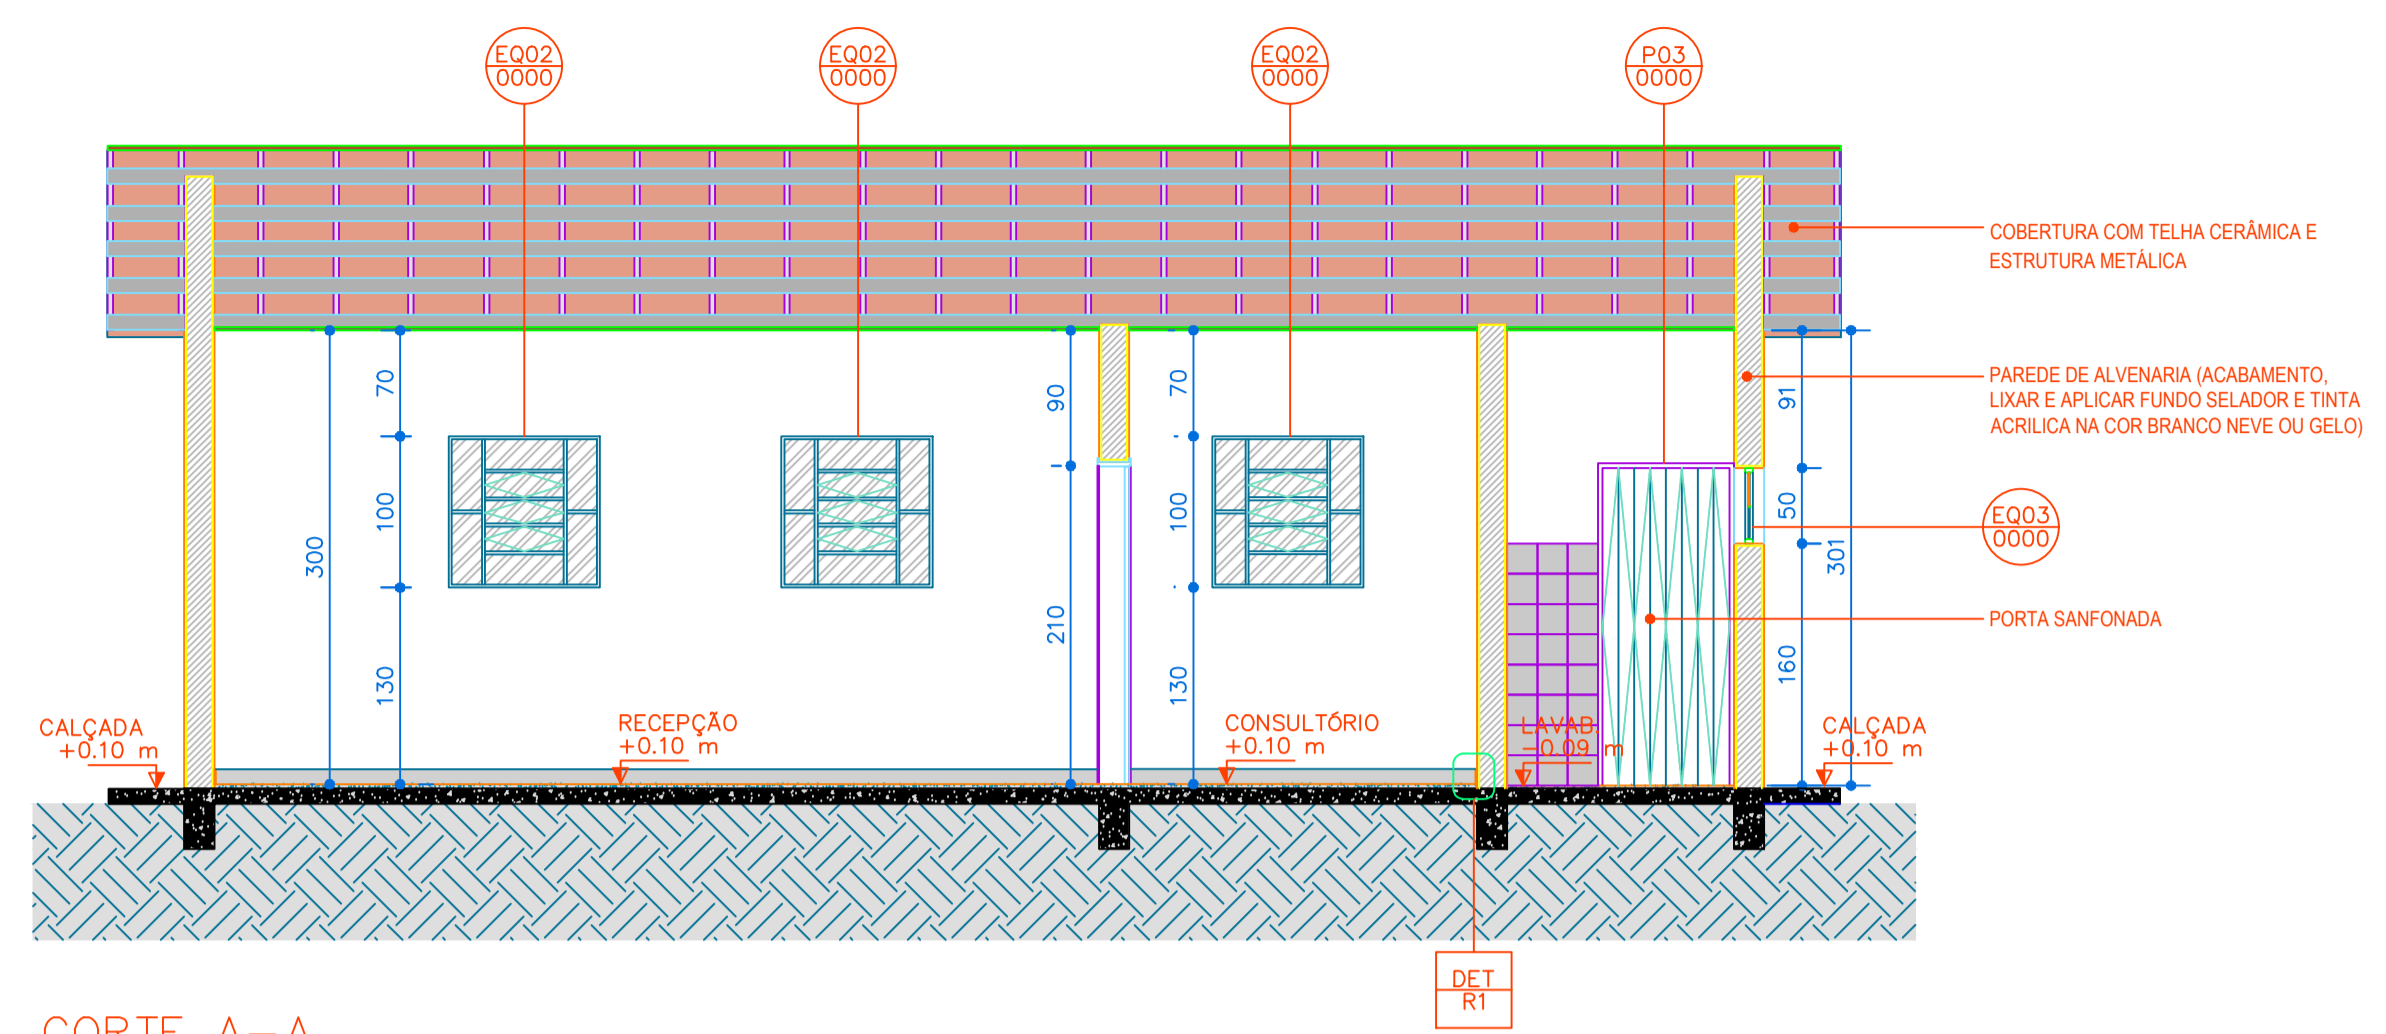 EQ02
0000
EQ02
0000
EQ02
0000
P03
0000
COBERTURA COM TELHA CERÂMICA E
ESTRUTURA METÁLICA
PAREDE DE ALVENARIA (ACABAMENTO,
LIXAR E APLICAR FUNDO SELADOR E TINTA
ACRILICA NA COR BRANCO NEVE OU GELO)
EQ03
0000
PORTA SANFONADA
300
70
100
130
90
210
70
100
130
91
50
160
301
CALÇADA
+0.10 m
RECEPÇÃO
+0.10 m
CONSULTÓRIO
+0.10 m
LAVAB.
-0.09 m
CALÇADA
+0.10 m
DET
R1
CORTE A-A